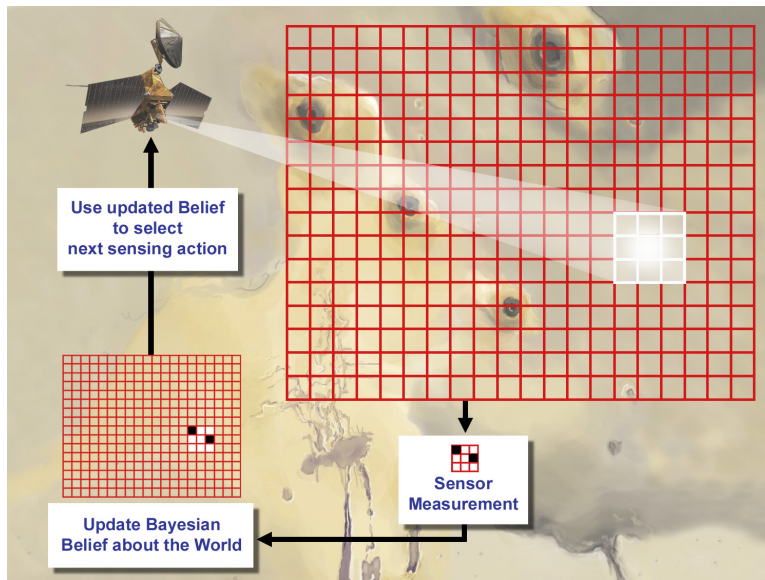 Use updated Belief
to select
next sensing action
Sensor
Measurement
Update Bayesian
Belief about the World